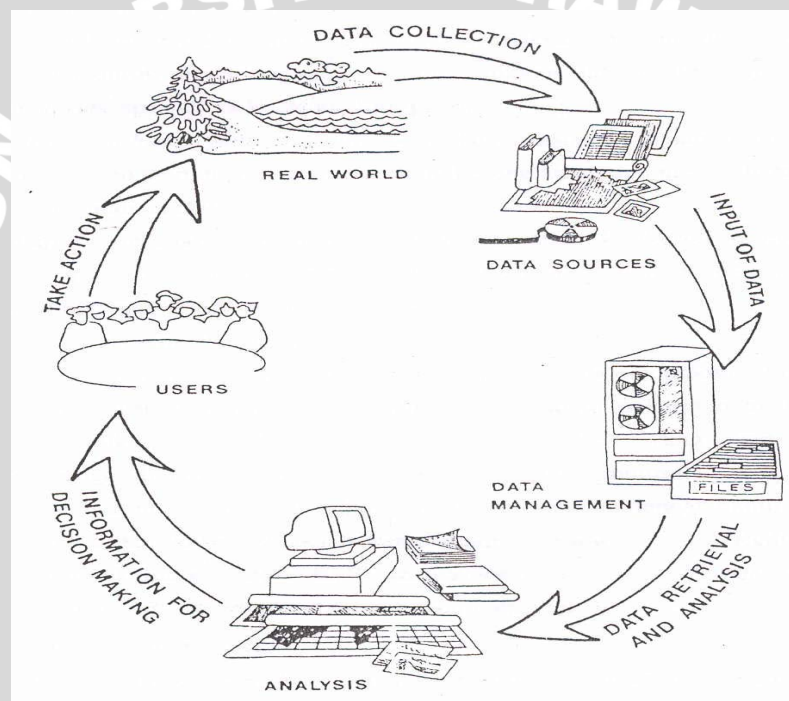 DATA COLLECTION
REAL WORLD
DATA SOURCES
INPUT OF DATA
DATA
MANAGEMENT
FILES
DATA RETRIEVAL
AND ANALYSIS
ANALYSIS
INFORMATION FOR
DECISION MAKING
USERS
TAKE ACTION